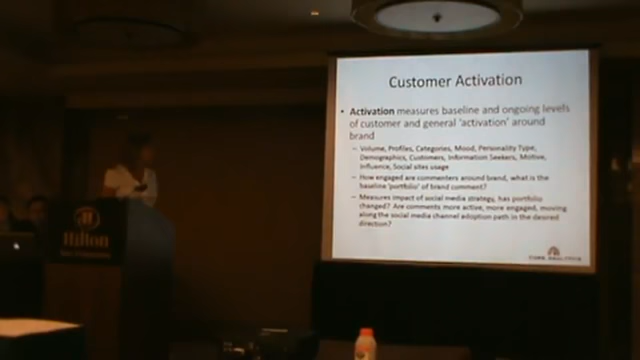 Customer Activation
• Activation measures baseline and ongoing levels
of customer and general 'activation' around
brand
– Volume, Profiles, Categories, Mood, Personality Type,
Demographics, Customers, Information Seekers, Motive,
Influence, Social sites usage
– How engaged are commenters around brand, what is the
baseline 'portfolio' of brand comment?
– Measures impact of social media strategy, has portfolio
changed? Are comments more active, more engaged, moving
along the social media channel adoption path in the desired
direction?
Hilton